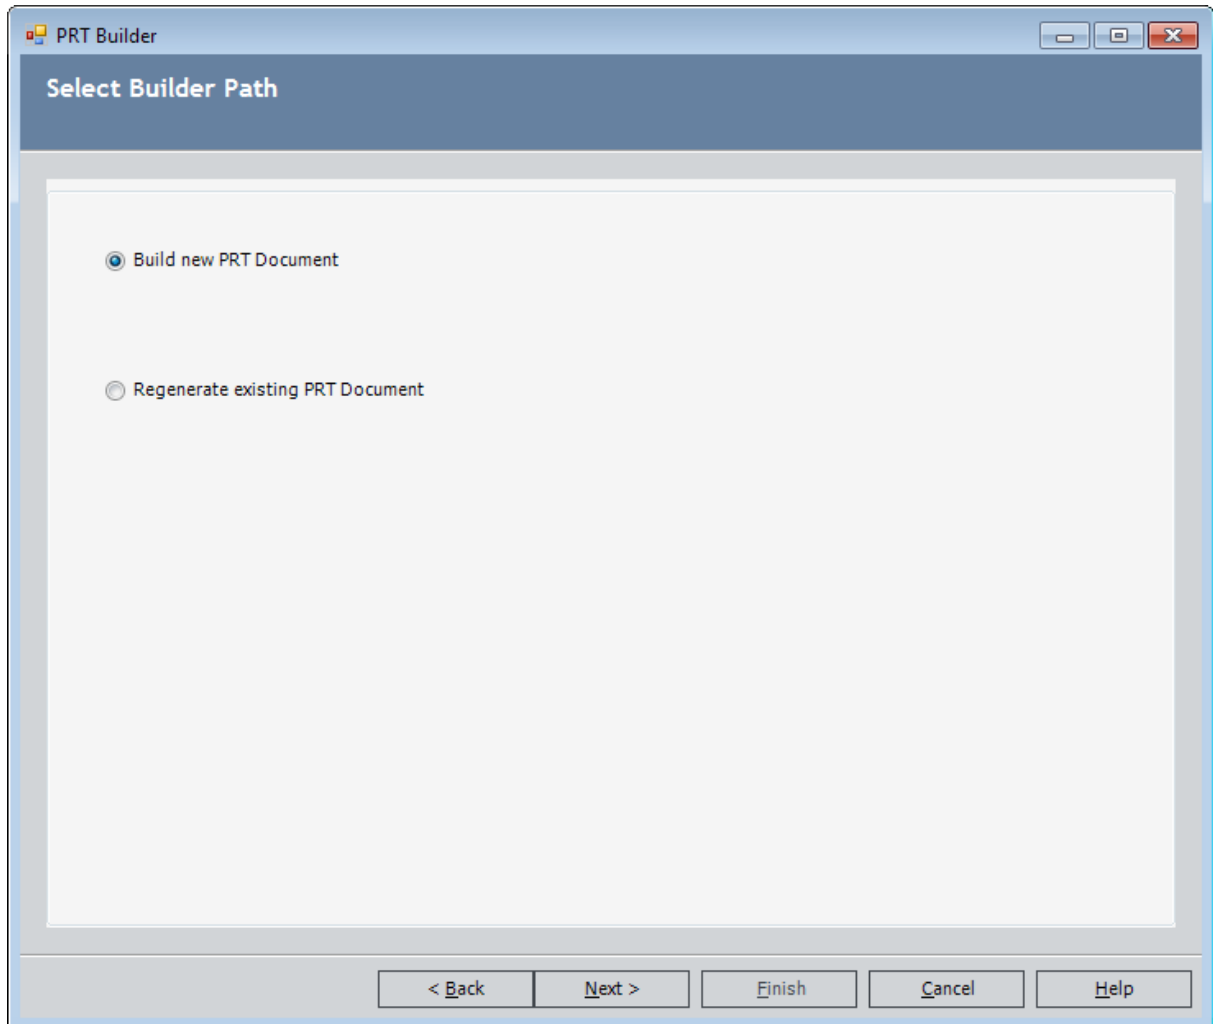 PRT Builder
Select Builder Path
Build new PRT Document
Regenerate existing PRT Document
< Back Next > Finish Cancel Help